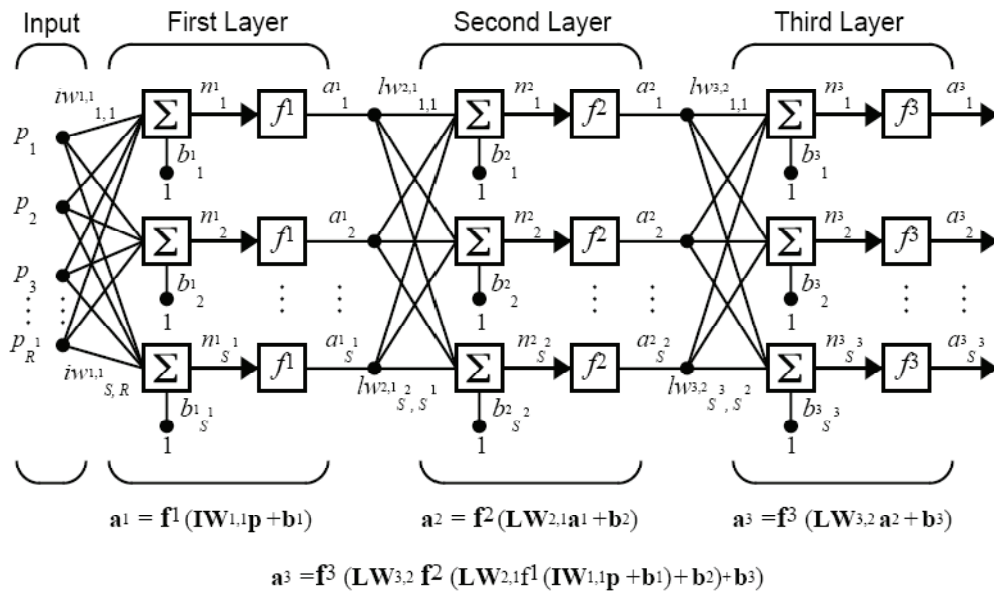 Input First Layer Second Layer Third Layer
iw1,1 1,1 n1 1 a1 1 lw2,1 1,1 n2 1 a2 1 lw3,2 1,1 n3 1 a3 1
Σ f1 Σ f2 Σ f3
p1
b1 1 b2 1 b3 1
1 1 1
p2
n1 2 a1 2 n2 2 a2 2 n3 2 a3 2
Σ f1 Σ f2 Σ f3
p3
b1 2 b2 2 b3 2
1 1 1
pR1
n1 S1 a1 S1 n2 S2 a2 S2 n3 S3 a3 S3
Σ f1 Σ f2 Σ f3
iw1,1 S, R lw2,1 S2, S1 lw3,2 S3, S2
b1 S1 b2 S2 b3 S3
1 1 1
a1 = f1 (IW1,1p +b1) a2 = f2 (LW2,1a1 +b2) a3 =f3 (LW3,2 a2 +b3)
a3 =f3 (LW3,2 f2 (LW2,1f1 (IW1,1p +b1)+b2)+b3)